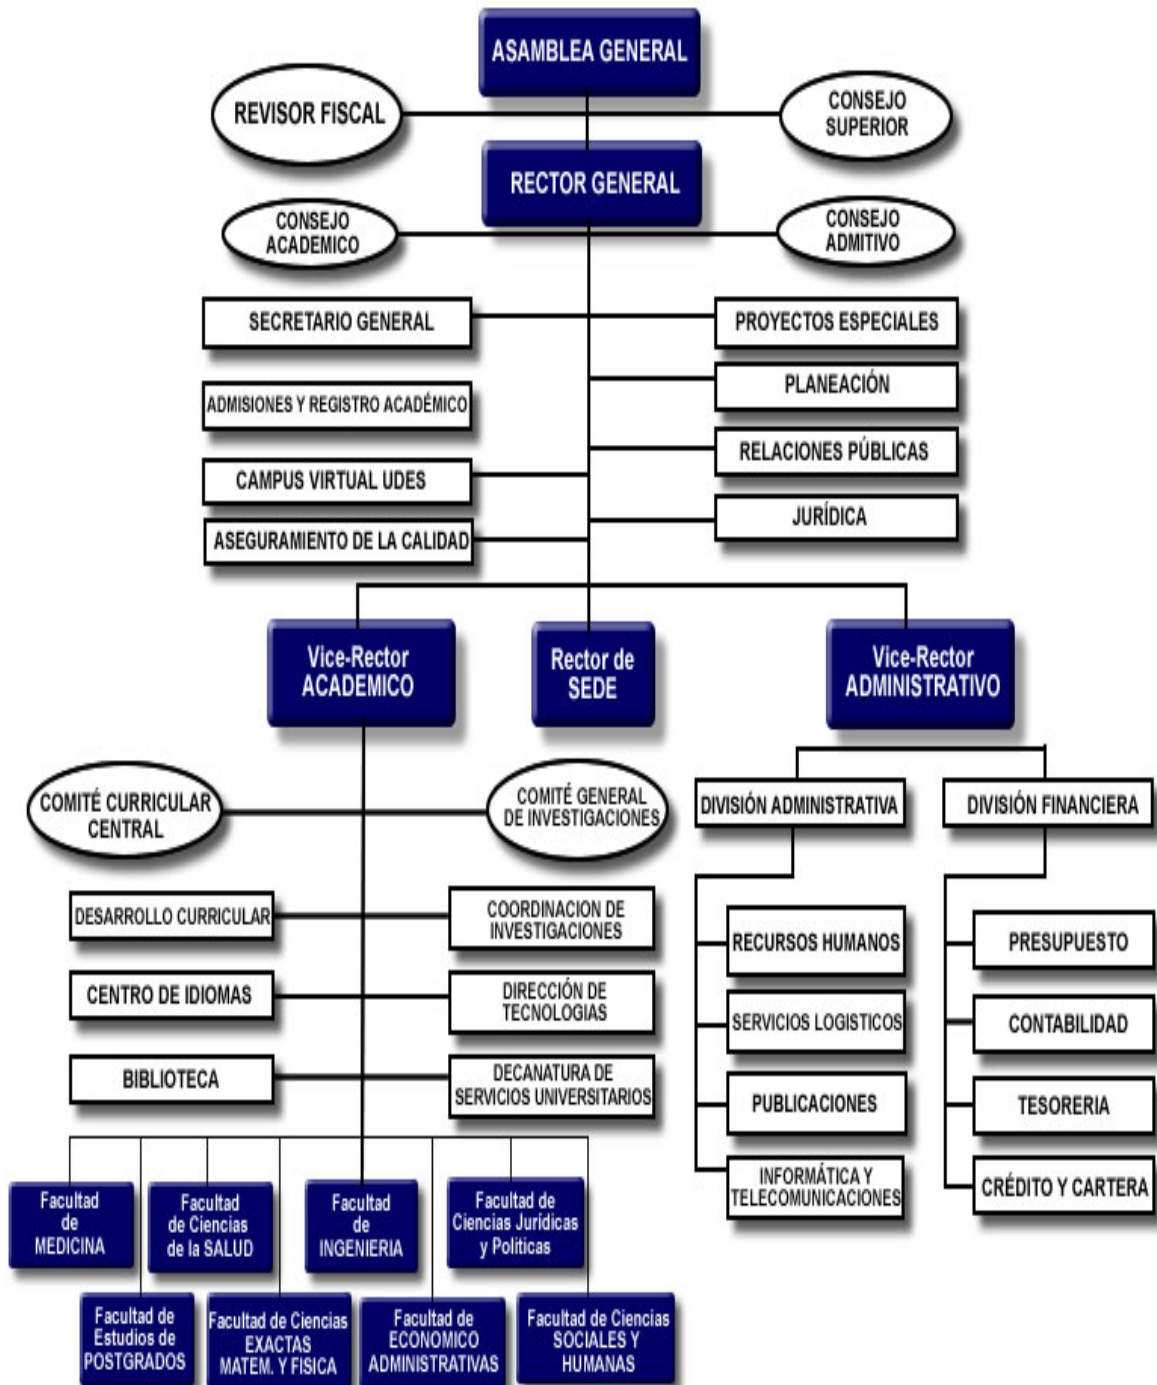 ASAMBLEA GENERAL
REVISOR FISCAL
CONSEJO
SUPERIOR
RECTOR GENERAL
CONSEJO
ACADEMICO
CONSEJO
ADMITIVO
SECRETARIO GENERAL
PROYECTOS ESPECIALES
ADMISIONES Y REGISTRO ACADÉMICO
PLANEACIÓN
CAMPUS VIRTUAL UDES
RELACIONES PÚBLICAS
ASEGURAMIENTO DE LA CALIDAD
JURÍDICA
Vice-Rector
ACADEMICO
Rector de
SEDE
Vice-Rector
ADMINISTRATIVO
COMITÉ CURRICULAR
CENTRAL
COMITÉ GENERAL
DE INVESTIGACIONES
DESARROLLO CURRICULAR
COORDINACION DE
INVESTIGACIONES
CENTRO DE IDIOMAS
DIRECCIÓN DE
TECNOLOGIAS
BIBLIOTECA
DECANATURA DE
SERVICIOS UNIVERSITARIOS
DIVISIÓN ADMINISTRATIVA
RECURSOS HUMANOS
SERVICIOS LOGISTICOS
PUBLICACIONES
INFORMÁTICA Y
TELECOMUNICACIONES
DIVISIÓN FINANCIERA
PRESUPUESTO
CONTABILIDAD
TESORERIA
CRÉDITO Y CARTERA
Facultad
de
MEDICINA
Facultad
de Ciencias
de la SALUD
Facultad
de
INGENIERIA
Facultad de
Ciencias Jurídicas
y Políticas
Facultad de
Estudios de
POSTGRADOS
Facultad de Ciencias
EXACTAS
MATEM. Y FISICA
Facultad de
ECONOMICO
ADMINISTRATIVAS
Facultad de Ciencias
SOCIALES Y
HUMANAS